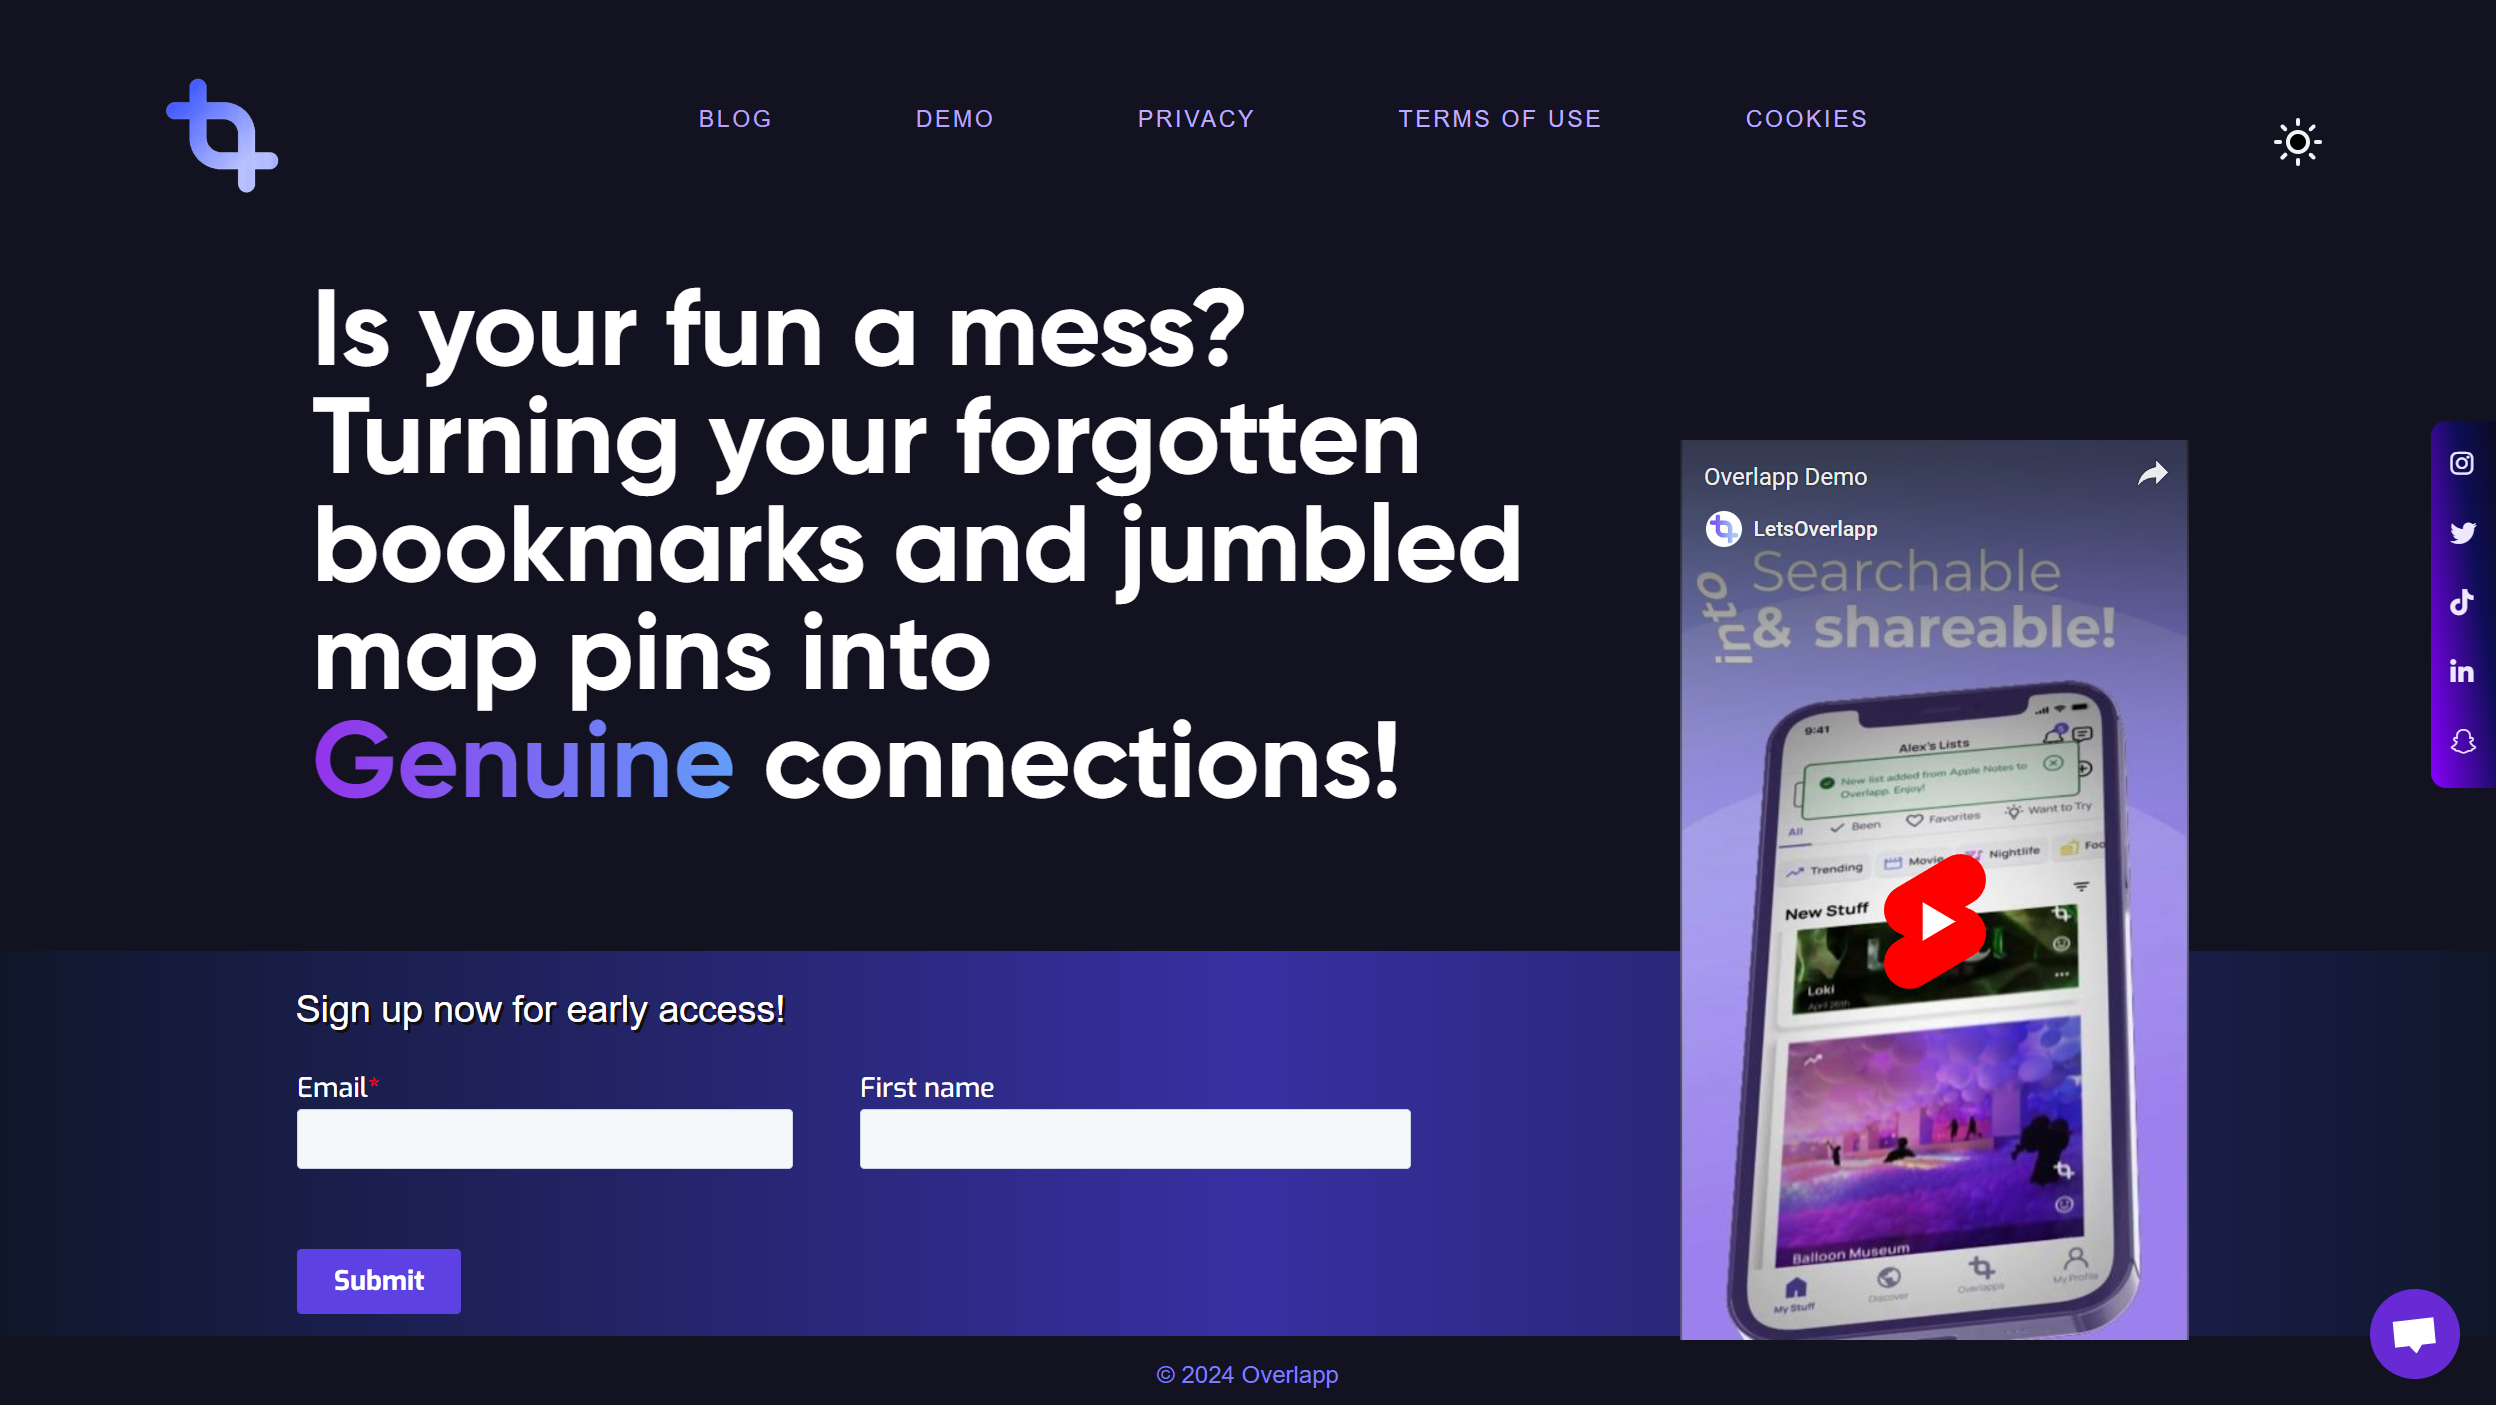 BLOG
DEMO
PRIVACY
TERMS OF USE
COOKIES
Is your fun a mess?
Turning your forgotten
bookmarks and jumbled
map pins into
Genuine connections!
Overlapp Demo
LetsOverlapp
into
Searchable
& shareable!
9:41
Alex's Lists
New list added from Apple Notes to
Overlapp. Enjoy!
All
Been
Favorites
Want to Try
Trending
Movie
Nightlife
Foo
New Stuff
Loki
April 26th
Balloon Museum
My Stuff
Discover
Overlapps
My Profile
Sign up now for early access!
Email*
First name
Submit
© 2024 Overlapp